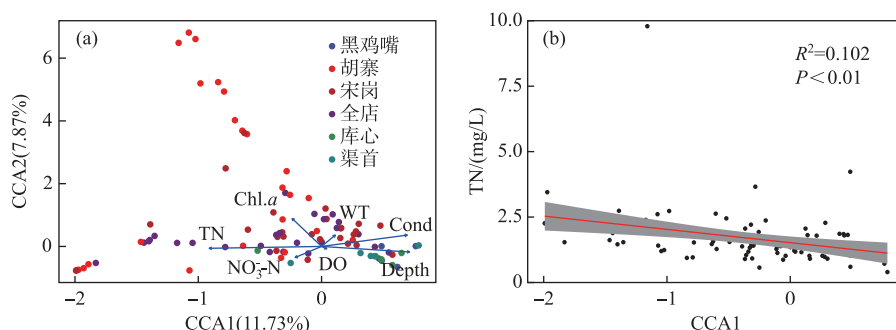 (a)
黑鸡嘴
胡寨
宋岗
全店
库心
渠首
6
4
2
0
CCA2(7.87%)
Chl.a
WT
Cond
TN
NO₃⁻-N
DO
Depth
−2
−1
0
CCA1(11.73%)
(b)
R²=0.102
P<0.01
10.0
7.5
5.0
2.5
0
TN/(mg/L)
−2
−1
0
CCA1